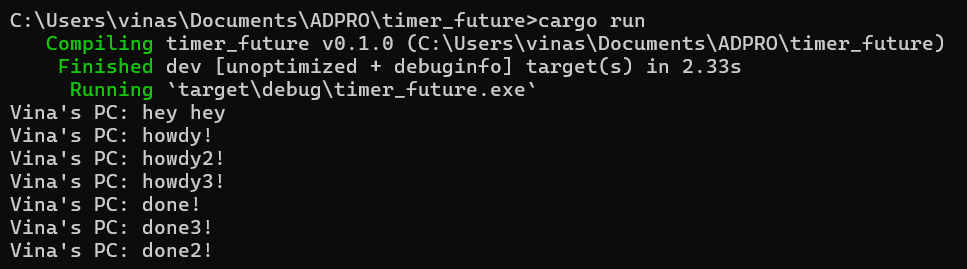 C:\Users\vinas\Documents\ADPRO\timer_future>cargo run
   Compiling timer_future v0.1.0 (C:\Users\vinas\Documents\ADPRO\timer_future)
    Finished dev [unoptimized + debuginfo] target(s) in 2.33s
     Running `target\debug\timer_future.exe`
Vina's PC: hey hey
Vina's PC: howdy!
Vina's PC: howdy2!
Vina's PC: howdy3!
Vina's PC: done!
Vina's PC: done3!
Vina's PC: done2!